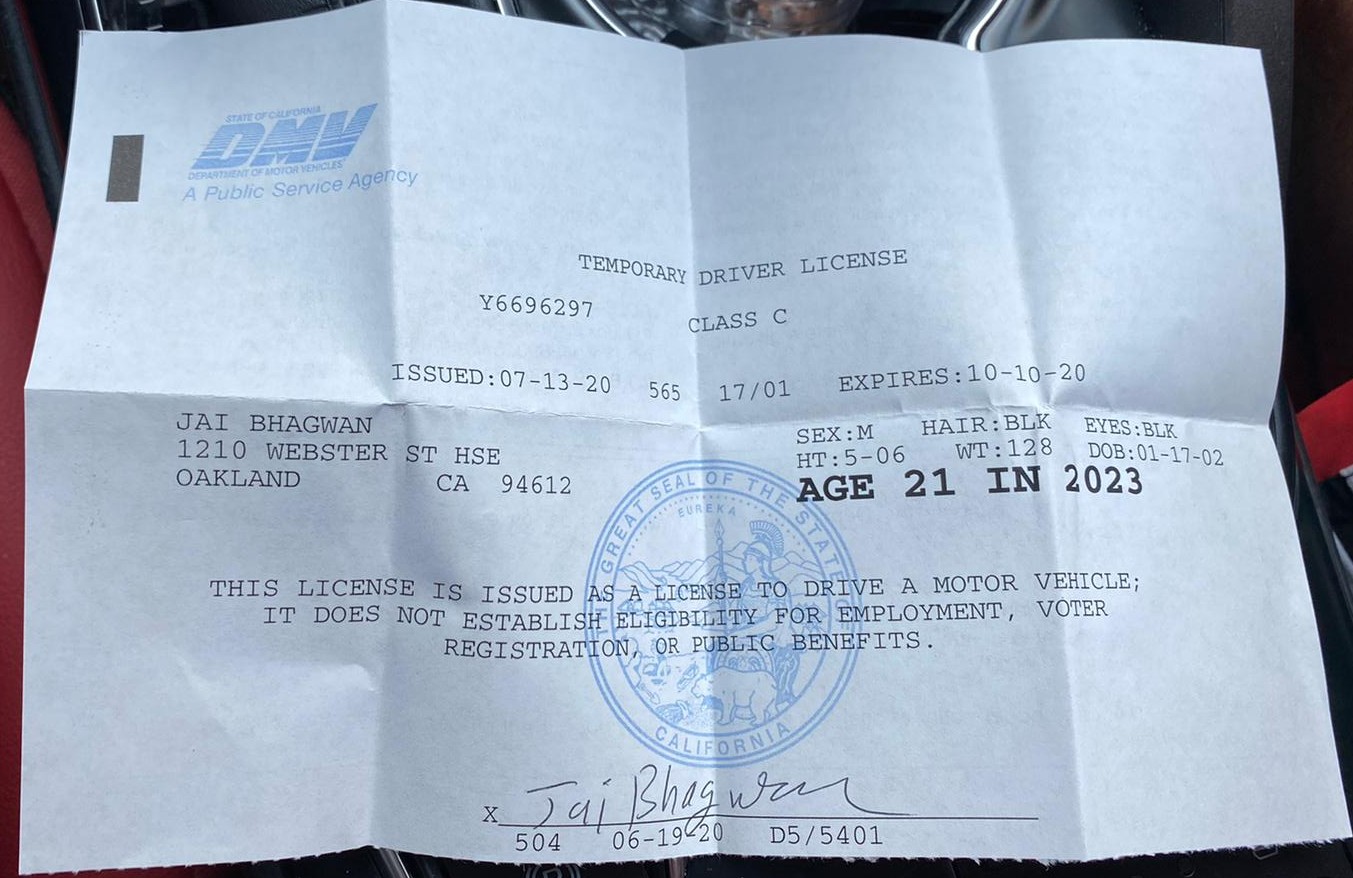 STATE OF CALIFORNIA
DMV
DEPARTMENT OF MOTOR VEHICLES
A Public Service Agency
TEMPORARY DRIVER LICENSE
Y6696297 CLASS C
ISSUED:07-13-20 565 17/01 EXPIRES:10-10-20
JAI BHAGWAN
1210 WEBSTER ST HSE
OAKLAND CA 94612
SEX:M HAIR:BLK EYES:BLK
HT:5-06 WT:128 DOB:01-17-02
AGE 21 IN 2023
GREAT SEAL OF THE STATE
EUREKA
THIS LICENSE IS ISSUED AS A LICENSE TO DRIVE A MOTOR VEHICLE;
IT DOES NOT ESTABLISH ELIGIBILITY FOR EMPLOYMENT, VOTER
REGISTRATION, OR PUBLIC BENEFITS.
CALIFORNIA
X Jai Bhagwan
504 06-19-20 D5/5401